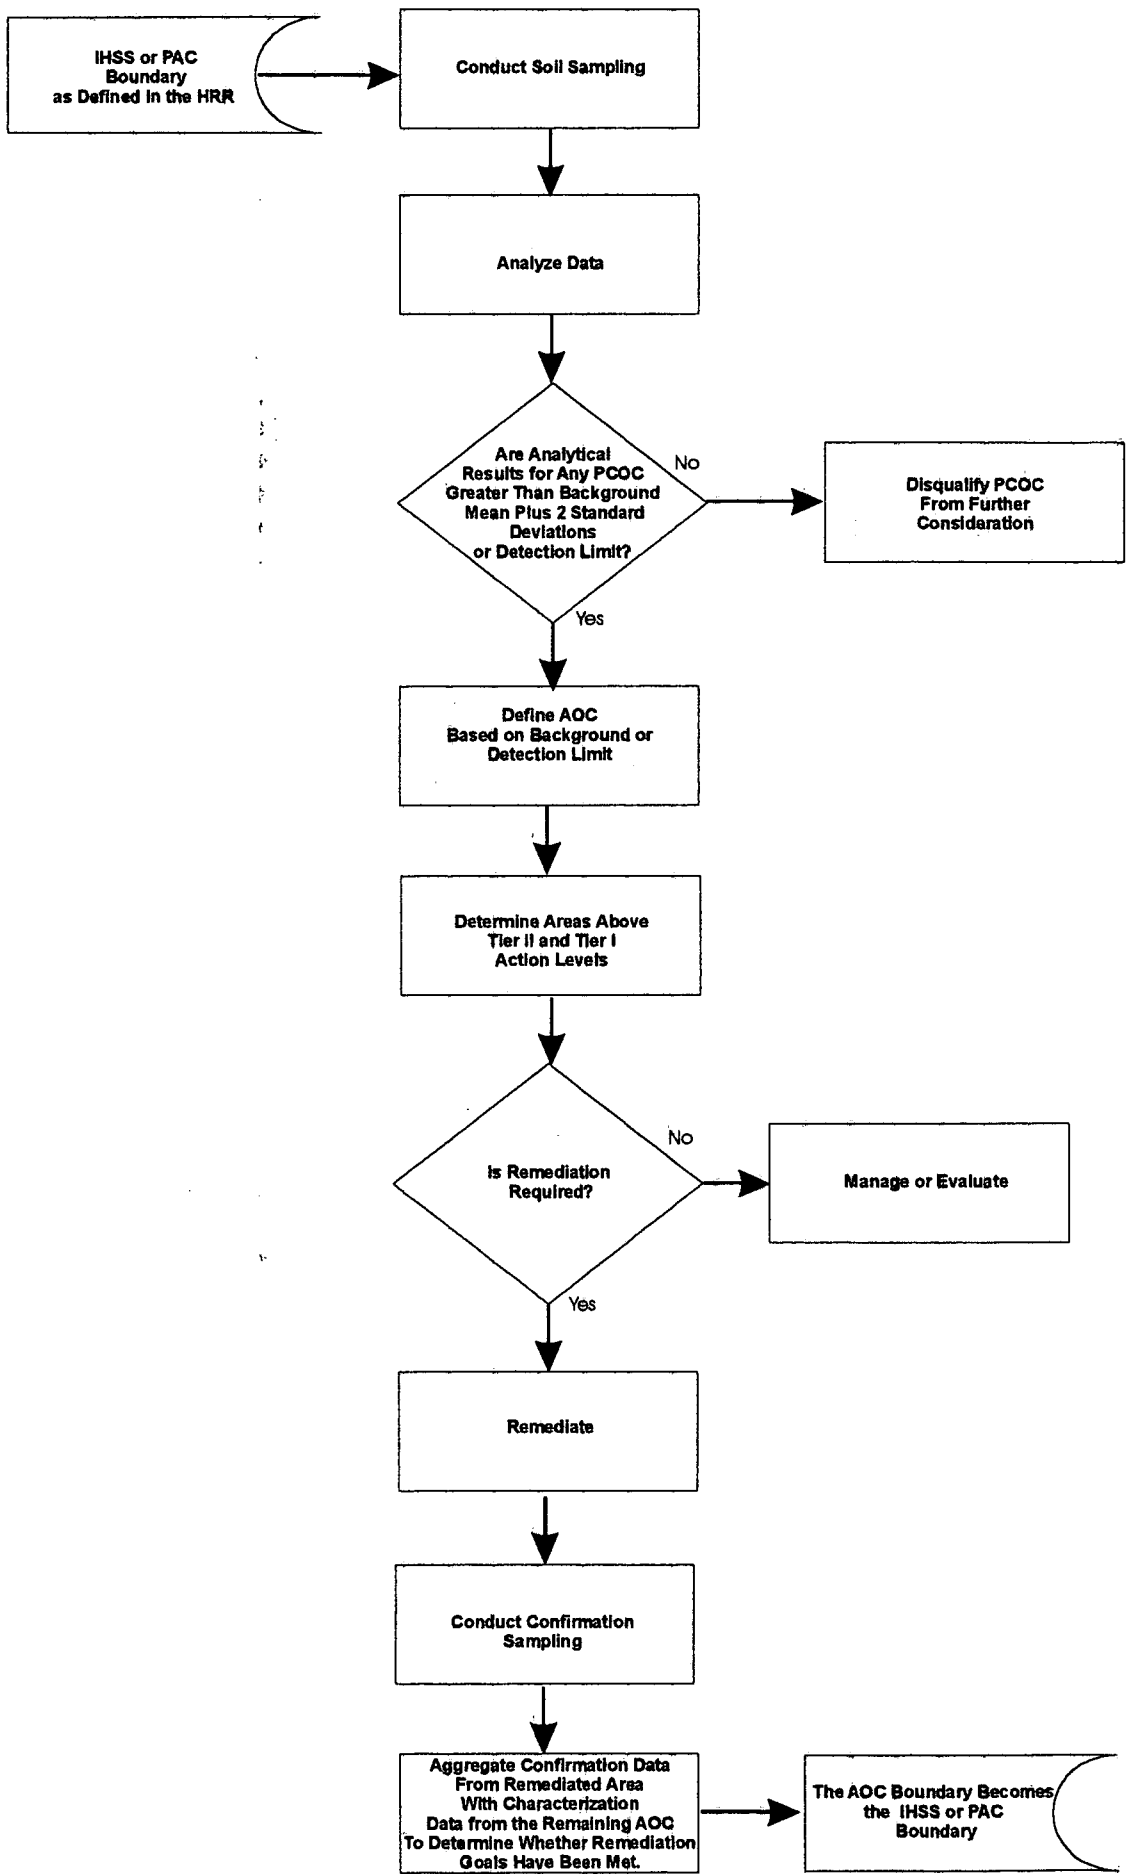 IHSS or PAC
Boundary
as Defined in the HRR
Conduct Soil Sampling
Analyze Data
Are Analytical
Results for Any PCOC
Greater Than Background
Mean Plus 2 Standard
Deviations
or Detection Limit?
No
Disqualify PCOC
From Further
Consideration
Yes
Define AOC
Based on Background or
Detection Limit
Determine Areas Above
Tier II and Tier I
Action Levels
Is Remediation
Required?
No
Manage or Evaluate
Yes
Remediate
Conduct Confirmation
Sampling
Aggregate Confirmation Data
From Remediated Area
With Characterization
Data from the Remaining AOC
To Determine Whether Remediation
Goals Have Been Met.
The AOC Boundary Becomes
the IHSS or PAC
Boundary